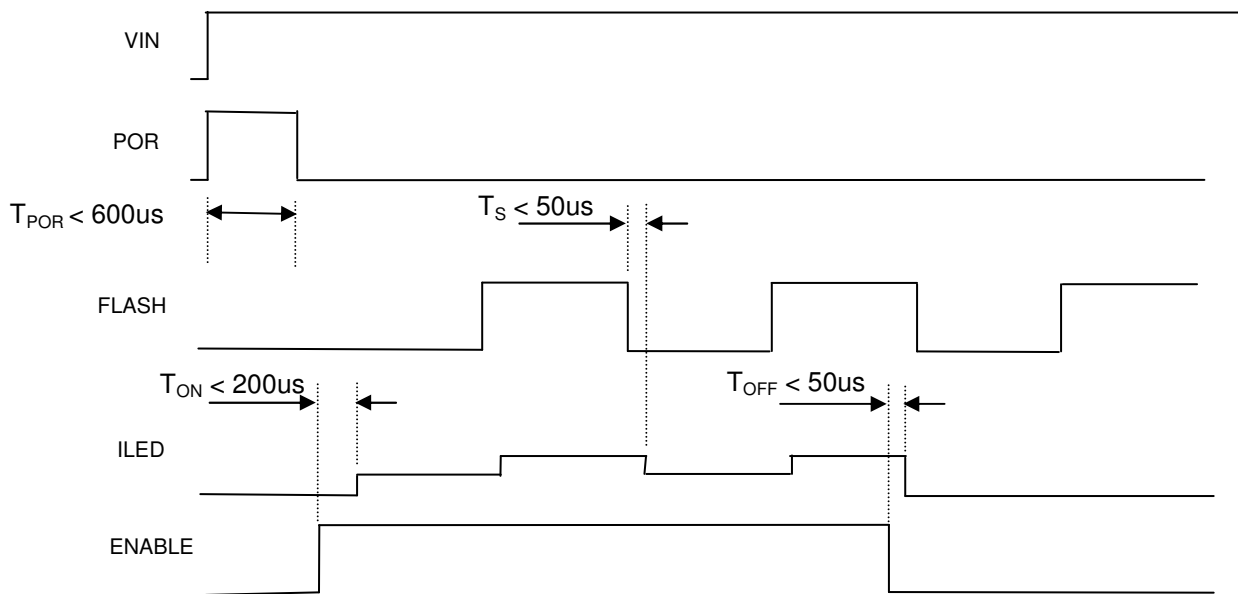 VIN
POR
T_POR < 600us
T_S < 50us
FLASH
T_ON < 200us
T_OFF < 50us
ILED
ENABLE